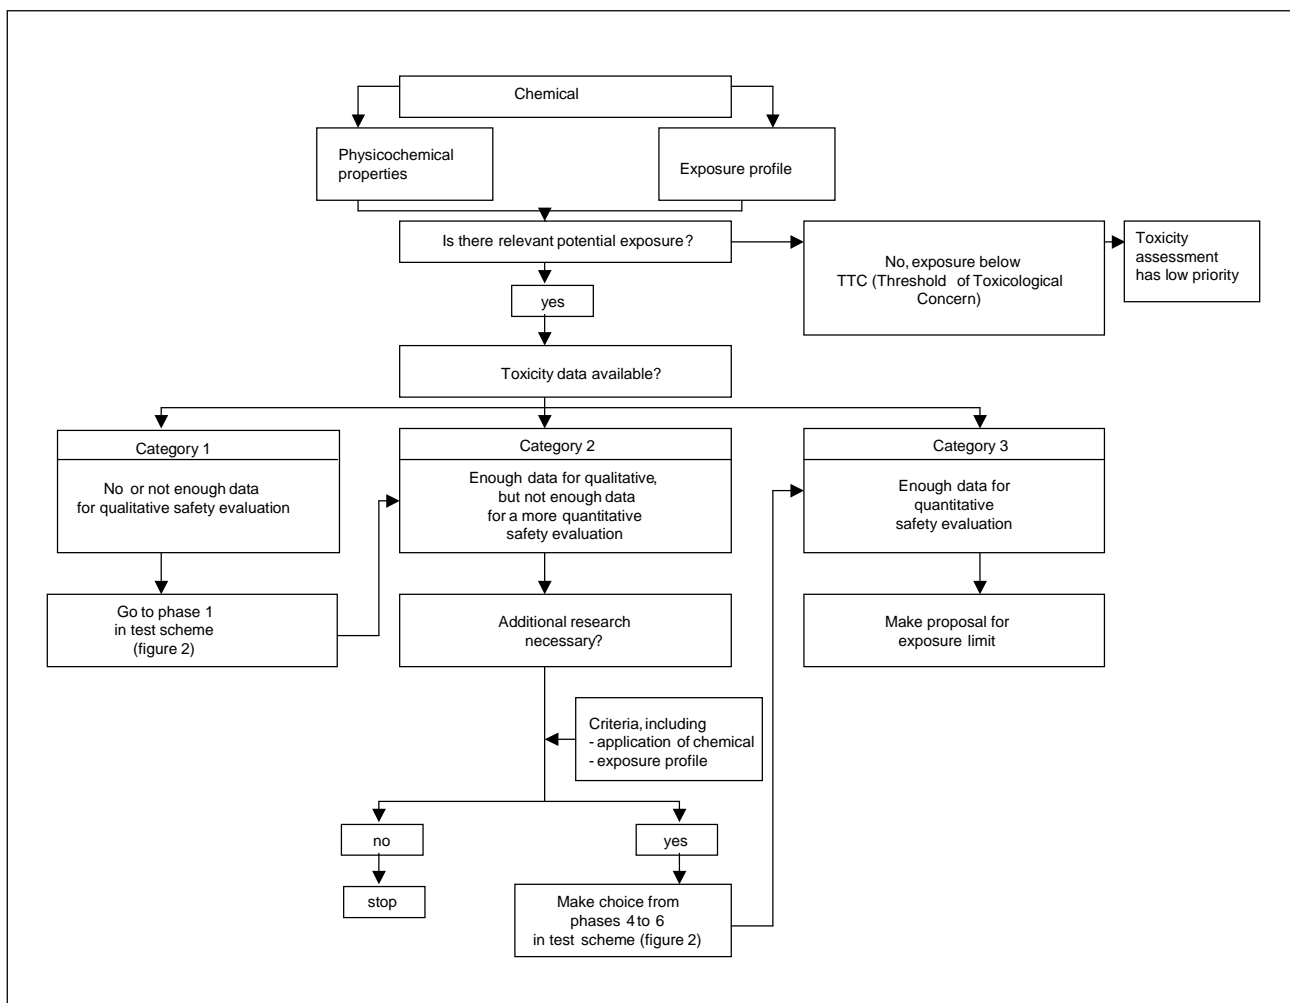 Chemical
Physicochemical
properties
Exposure profile
Is there relevant potential exposure?
No, exposure below
TTC (Threshold of Toxicological
Concern)
Toxicity
assessment
has low priority
yes
Toxicity data available?
Category 1
No or not enough data
for qualitative safety evaluation
Category 2
Enough data for qualitative,
but not enough data
for a more quantitative
safety evaluation
Category 3
Enough data for
quantitative
safety evaluation
Go to phase 1
in test scheme
(figure 2)
Additional research
necessary?
Make proposal for
exposure limit
Criteria, including
- application of chemical
- exposure profile
no
yes
stop
Make choice from
phases 4 to 6
in test scheme (figure 2)